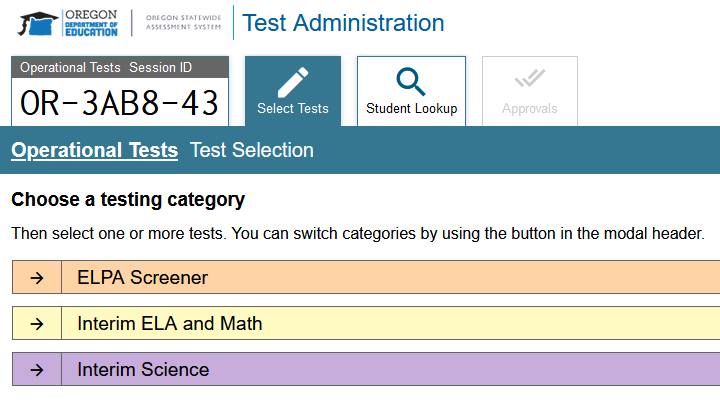 OREGON
DEPARTMENT OF
EDUCATION
OREGON STATEWIDE
ASSESSMENT SYSTEM
Test Administration
Operational Tests Session ID
OR-3AB8-43
Select Tests
Student Lookup
Approvals
Operational Tests Test Selection
Choose a testing category
Then select one or more tests. You can switch categories by using the button in the modal header.
ELPA Screener
Interim ELA and Math
Interim Science